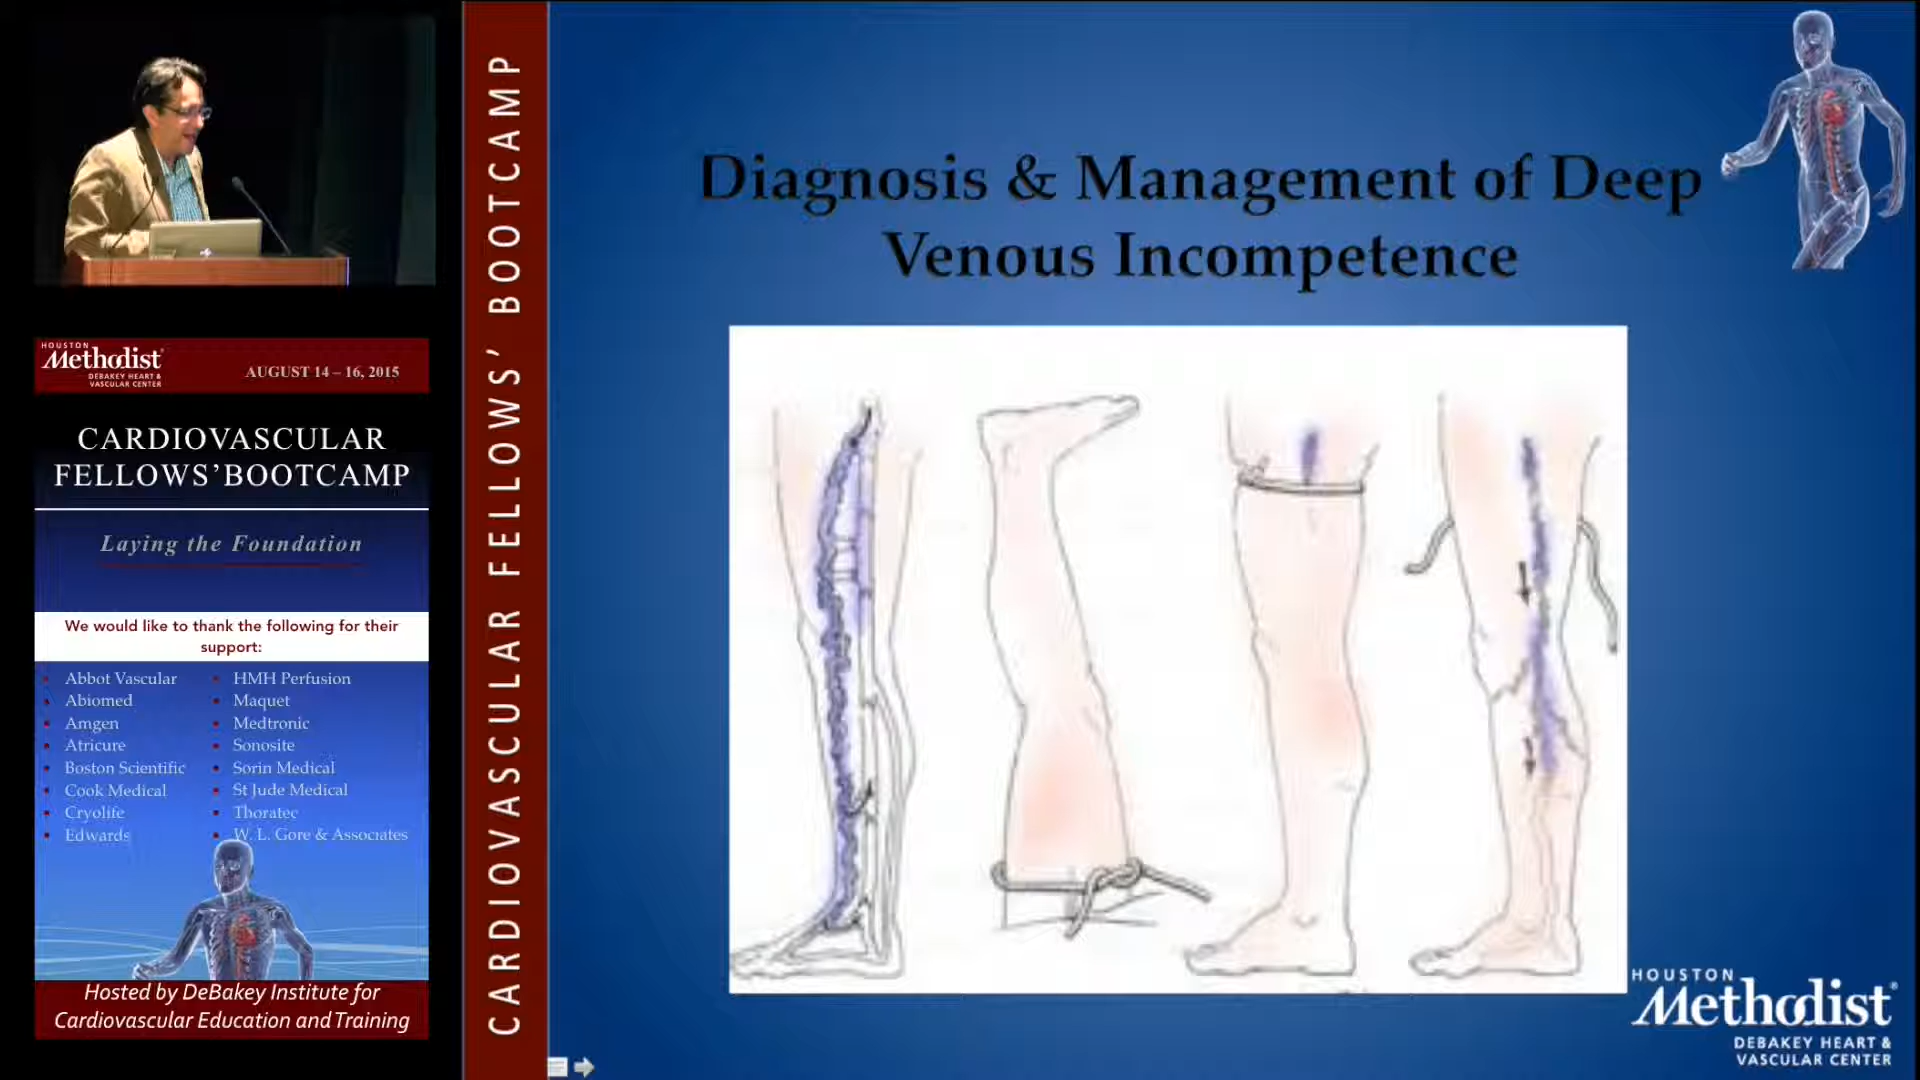 HOUSTON
Methodist
DEBAKEY HEART &
VASCULAR CENTER
AUGUST 14 – 16, 2015
CARDIOVASCULAR
FELLOWS’BOOTCAMP
Laying the Foundation
We would like to thank the following for their
support:
Abbot Vascular
Abiomed
Amgen
Atricure
Boston Scientific
Cook Medical
Cryolife
Edwards
HMH Perfusion
Maquet
Medtronic
Sonosite
Sorin Medical
St Jude Medical
Thoratec
W. L. Gore & Associates
Hosted by DeBakey Institute for
Cardiovascular Education and Training
CARDIOVASCULAR FELLOWS’ BOOTCAMP
Diagnosis & Management of Deep
Venous Incompetence
HOUSTON
Methodist
DEBAKEY HEART &
VASCULAR CENTER